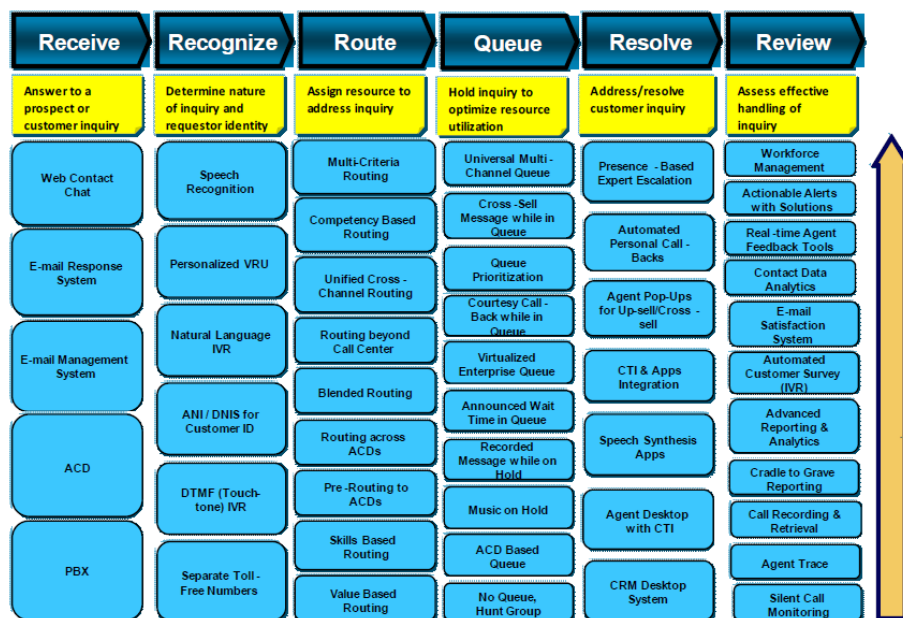 Receive
Recognize
Route
Queue
Resolve
Review
Answer to a
prospect or
customer inquiry
Determine nature
of inquiry and
requestor identity
Assign resource to
address inquiry
Hold inquiry to
optimize resource
utilization
Address/resolve
customer inquiry
Assess effective
handling of
inquiry
Web Contact
Chat
E-mail Response
System
E-mail Management
System
ACD
PBX
Speech
Recognition
Personalized VRU
Natural Language
IVR
ANI / DNIS for
Customer ID
DTMF (Touch-
tone) IVR
Separate Toll -
Free Numbers
Multi-Criteria
Routing
Competency Based
Routing
Unified Cross -
Channel Routing
Routing beyond
Call Center
Blended Routing
Routing across
ACDs
Pre -Routing to
ACDs
Skills Based
Routing
Value Based
Routing
Universal Multi -
Channel Queue
Cross -Sell
Message while in
Queue
Queue
Prioritization
Courtesy Call -
Back while in
Queue
Virtualized
Enterprise Queue
Announced Wait
Time in Queue
Recorded
Message while on
Hold
Music on Hold
ACD Based
Queue
No Queue,
Hunt Group
Presence - Based
Expert Escalation
Automated
Personal Call -
Backs
Agent Pop-Ups
for Up-sell/Cross -
sell
CTI & Apps
Integration
Speech Synthesis
Apps
Agent Desktop
with CTI
CRM Desktop
System
Workforce
Management
Actionable Alerts
with Solutions
Real -time Agent
Feedback Tools
Contact Data
Analytics
E-mail
Satisfaction
System
Automated
Customer Survey
(IVR)
Advanced
Reporting &
Analytics
Cradle to Grave
Reporting
Call Recording &
Retrieval
Agent Trace
Silent Call
Monitoring